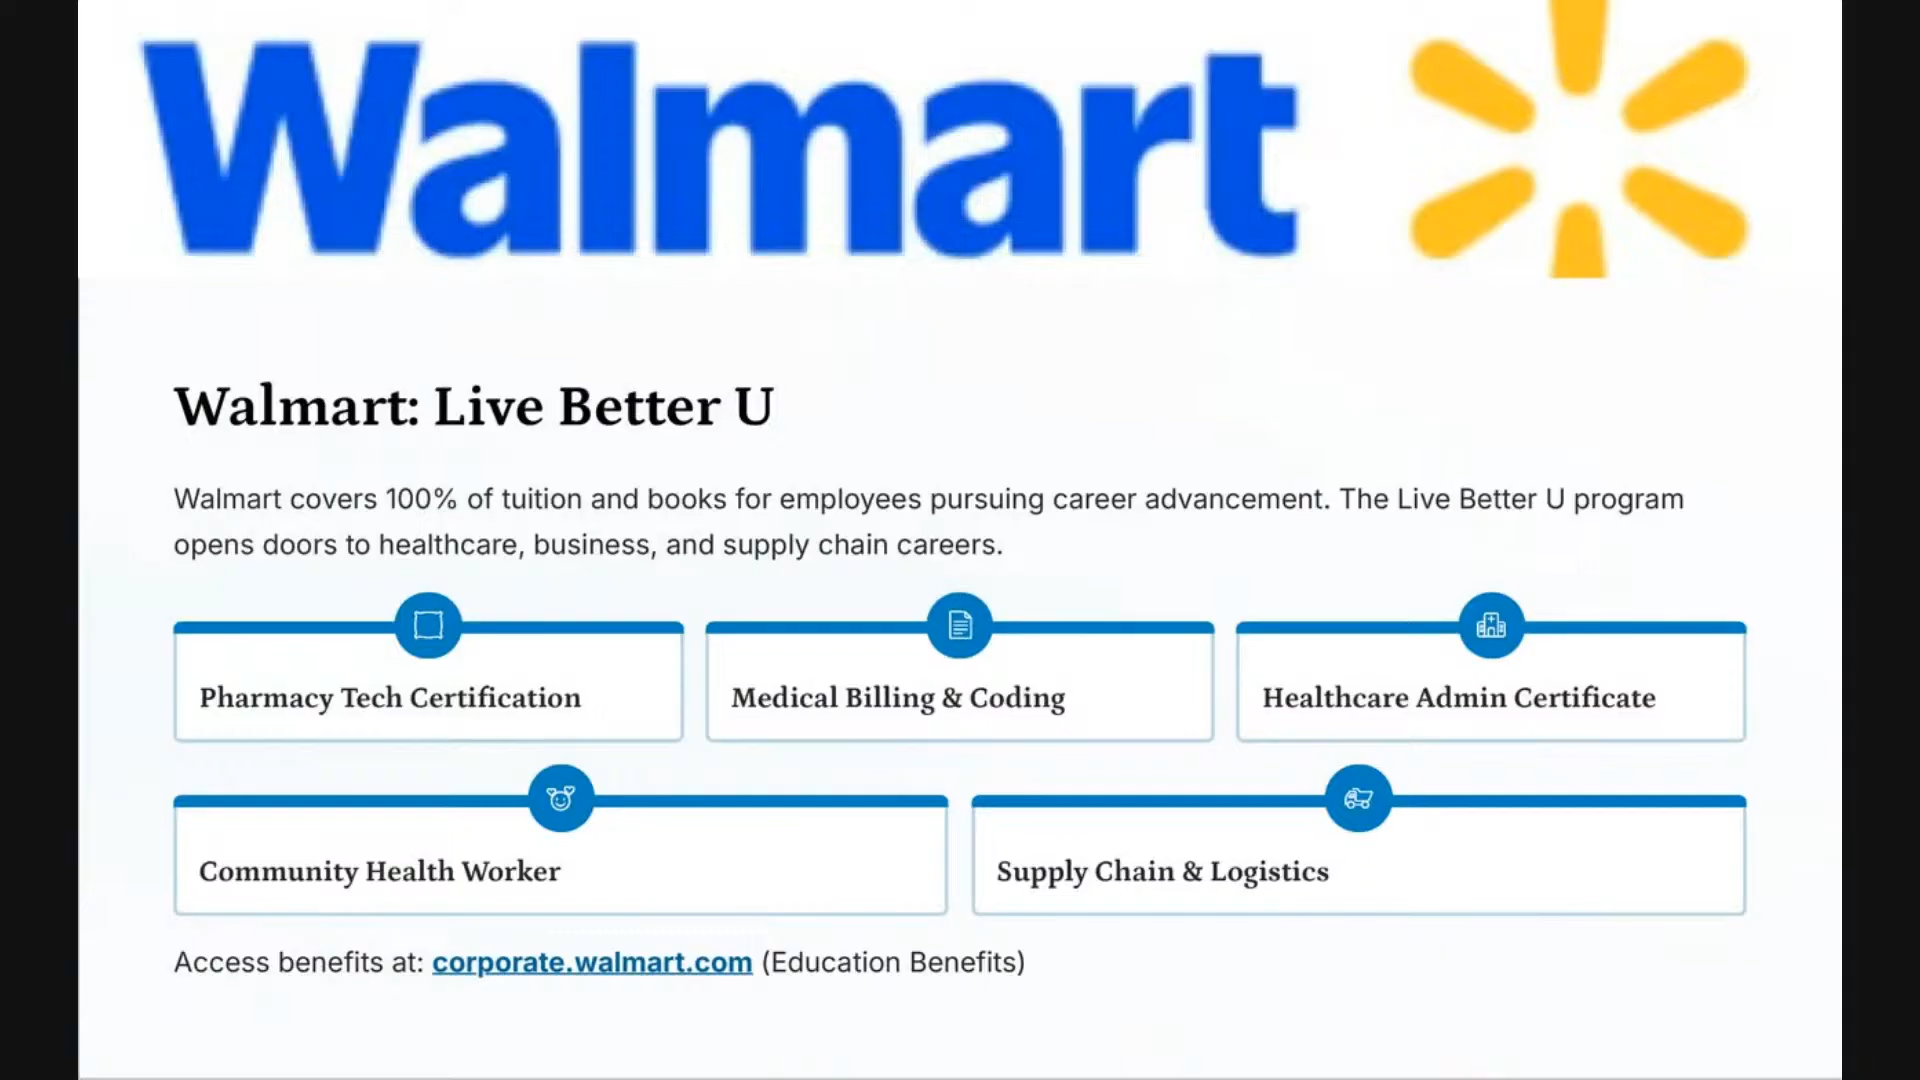 Walmart
Walmart: Live Better U
Walmart covers 100% of tuition and books for employees pursuing career advancement. The Live Better U program
opens doors to healthcare, business, and supply chain careers.
Pharmacy Tech Certification
Medical Billing & Coding
Healthcare Admin Certificate
Community Health Worker
Supply Chain & Logistics
Access benefits at: corporate.walmart.com (Education Benefits)